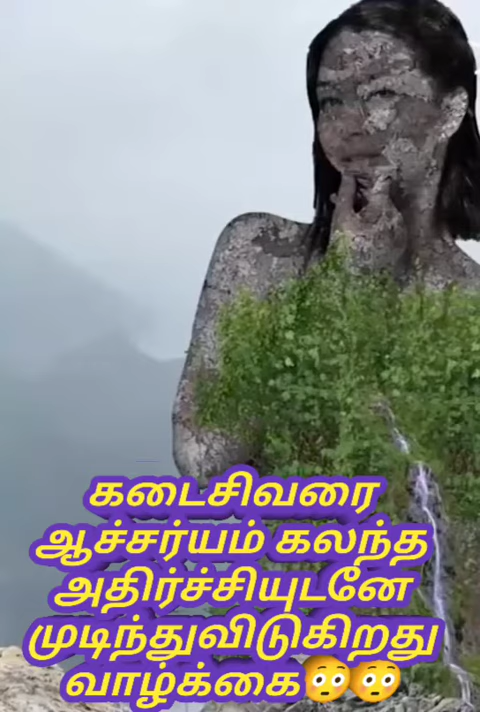 கடைசிவரை
ஆச்சர்யம் கலந்த
அதிர்ச்சியுடனே
முடிந்துவிடுகிறது
வாழ்க்கை😳😳